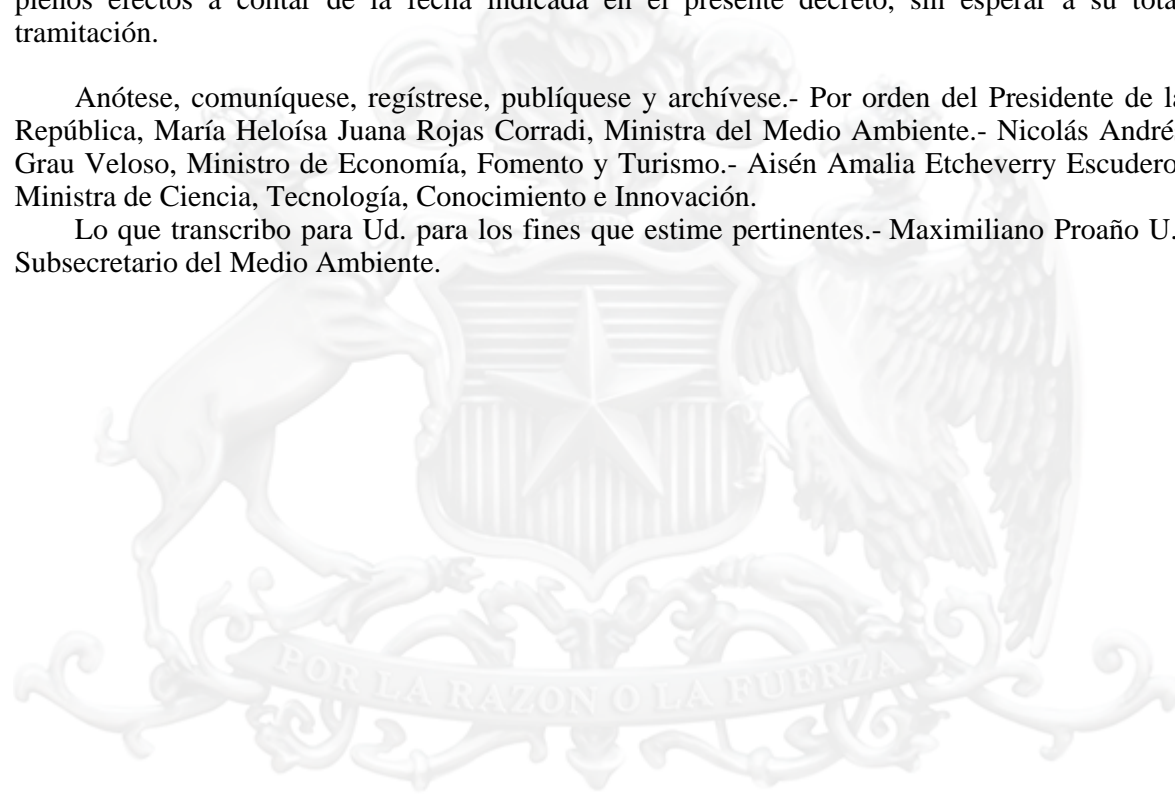 plenos efectos a contar de la fecha indicada en el presente decreto, sin esperar a su tota
tramitación.
Anótese, comuníquese, regístrese, publíquese y archívese.- Por orden del Presidente de la
República, María Heloísa Juana Rojas Corradi, Ministra del Medio Ambiente.- Nicolás André
Grau Veloso, Ministro de Economía, Fomento y Turismo.- Aisén Amalia Etcheverry Escudero
Ministra de Ciencia, Tecnología, Conocimiento e Innovación.
Lo que transcribo para Ud. para los fines que estime pertinentes.- Maximiliano Proaño U.
Subsecretario del Medio Ambiente.
POR LA RAZON O LA FUERZA